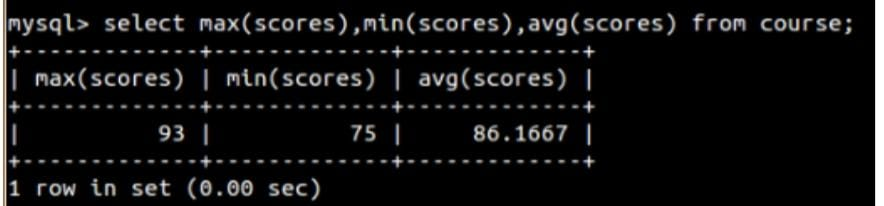 mysql> select max(scores),min(scores),avg(scores) from course;
+-------------+-------------+-------------+
| max(scores) | min(scores) | avg(scores) |
+-------------+-------------+-------------+
|          93 |          75 |     86.1667 |
+-------------+-------------+-------------+
1 row in set (0.00 sec)